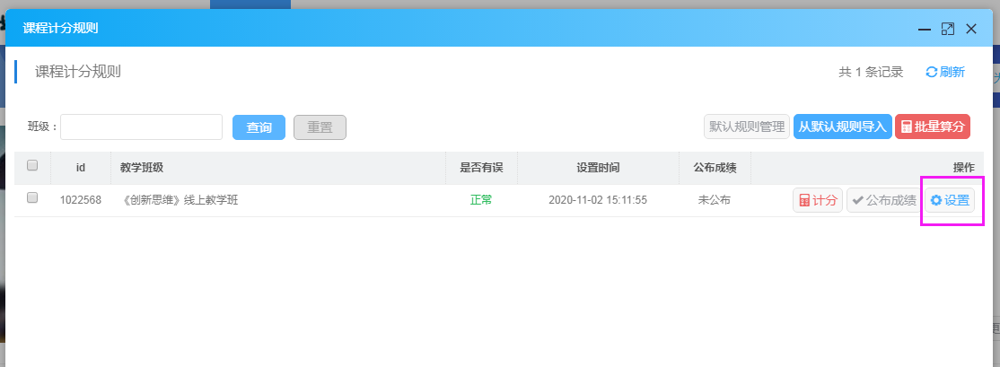 课程计分规则
课程计分规则 共 1 条记录 刷新
班级： 查询 重置 默认规则管理 从默认规则导入 批量算分
id 教学班级 是否有误 设置时间 公布成绩 操作
1022568 《创新思维》线上教学班 正常 2020-11-02 15:11:55 未公布 计分 公布成绩 设置